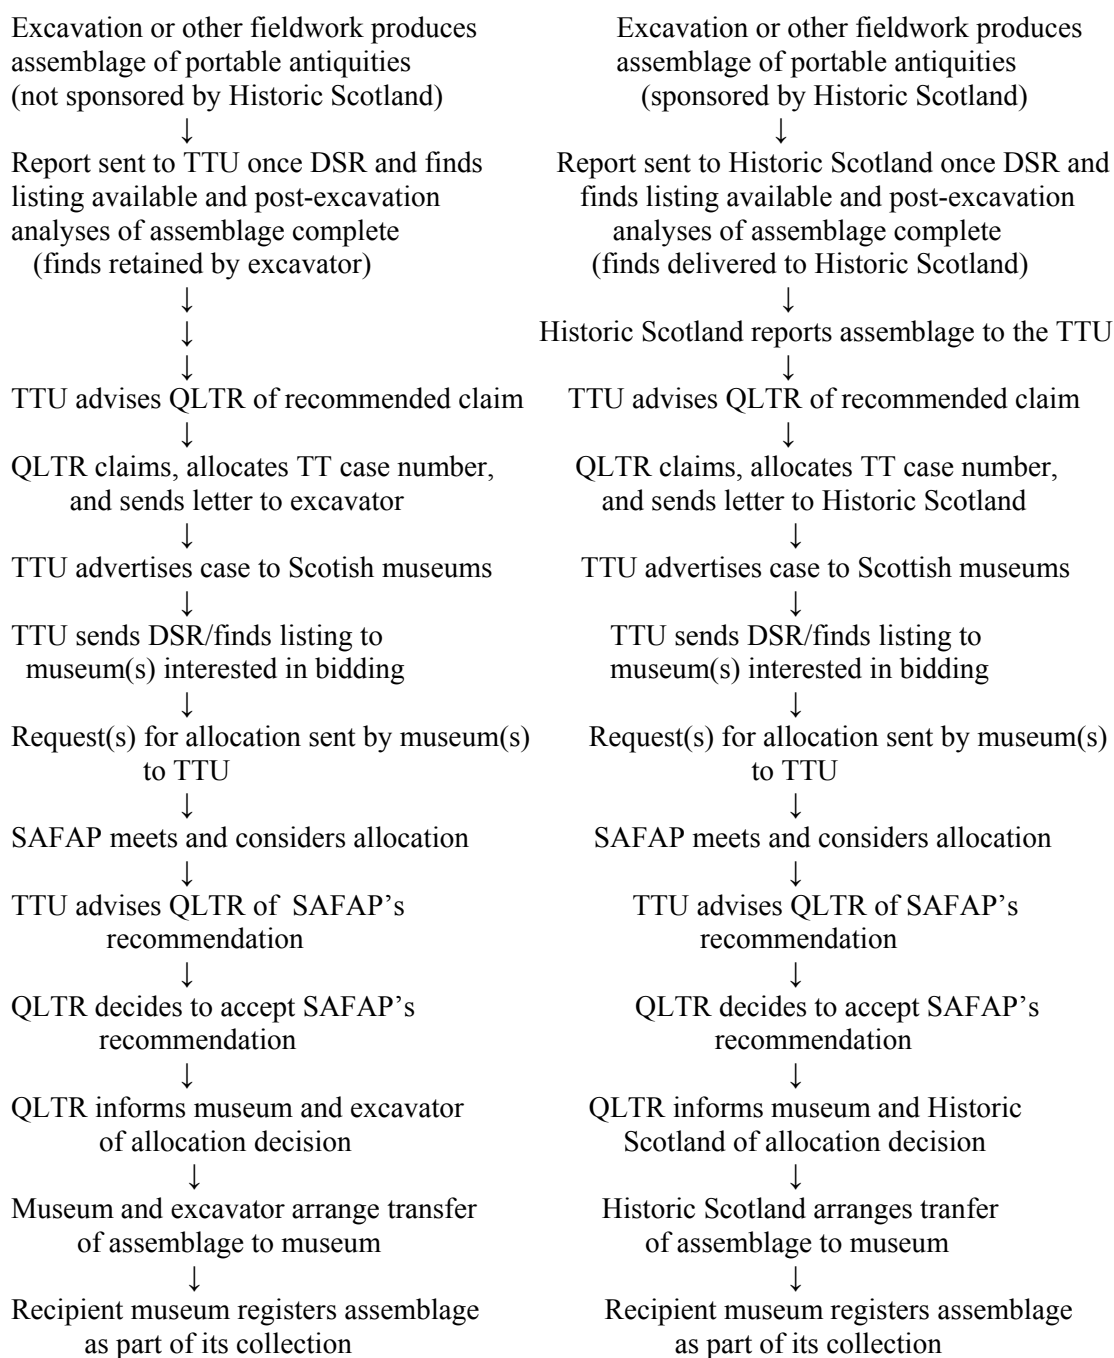 Excavation or other fieldwork produces
assemblage of portable antiquities
(not sponsored by Historic Scotland)
↓
Report sent to TTU once DSR and finds
listing available and post-excavation
analyses of assemblage complete
(finds retained by excavator)
↓
↓
↓
TTU advises QLTR of recommended claim
↓
QLTR claims, allocates TT case number,
and sends letter to excavator
↓
TTU advertises case to Scotish museums
↓
TTU sends DSR/finds listing to
museum(s) interested in bidding
↓
Request(s) for allocation sent by museum(s)
to TTU
↓
SAFAP meets and considers allocation
↓
TTU advises QLTR of SAFAP’s
recommendation
↓
QLTR decides to accept SAFAP’s
recommendation
↓
QLTR informs museum and excavator
of allocation decision
↓
Museum and excavator arrange transfer
of assemblage to museum
↓
Recipient museum registers assemblage
as part of its collection
Excavation or other fieldwork produces
assemblage of portable antiquities
(sponsored by Historic Scotland)
↓
Report sent to Historic Scotland once DSR and
finds listing available and post-excavation
analyses of assemblage complete
(finds delivered to Historic Scotland)
↓
Historic Scotland reports assemblage to the TTU
↓
TTU advises QLTR of recommended claim
↓
QLTR claims, allocates TT case number,
and sends letter to Historic Scotland
↓
TTU advertises case to Scottish museums
↓
TTU sends DSR/finds listing to
museum(s) interested in bidding
↓
Request(s) for allocation sent by museum(s)
to TTU
↓
SAFAP meets and considers allocation
↓
TTU advises QLTR of SAFAP’s
recommendation
↓
QLTR decides to accept SAFAP’s
recommendation
↓
QLTR informs museum and Historic
Scotland of allocation decision
↓
Historic Scotland arranges tranfer
of assemblage to museum
↓
Recipient museum registers assemblage
as part of its collection